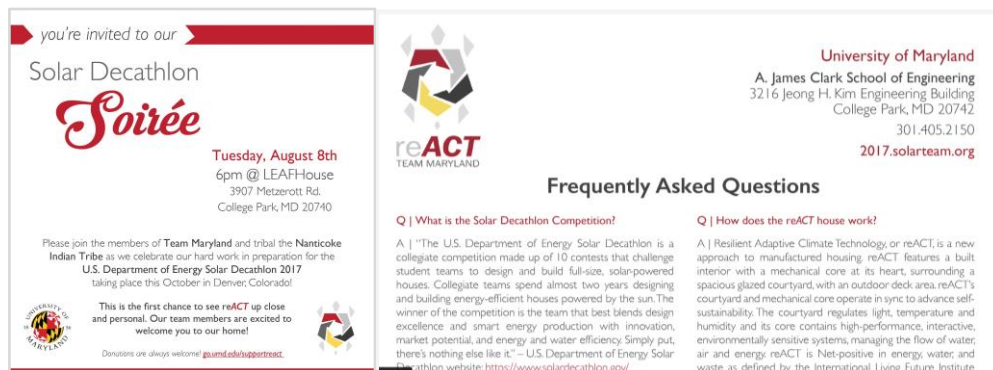 you're invited to our
Solar Decathlon
Soirée
Tuesday, August 8th
6pm @ LEAFHouse
3907 Metzerott Rd.
College Park, MD 20740
Please join the members of Team Maryland and tribal the Nanticoke
Indian Tribe as we celebrate our hard work in preparation for the
U.S. Department of Energy Solar Decathlon 2017
taking place this October in Denver, Colorado!
UNIVERSITY OF
18 56
MARYLAND
This is the first chance to see reACT up close
and personal. Our team members are excited to
welcome you to our home!
Donations are always welcome! go.umd.edu/supportreact
reACT
TEAM MARYLAND
University of Maryland
A. James Clark School of Engineering
3216 Jeong H. Kim Engineering Building
College Park, MD 20742
301.405.2150
2017.solarteam.org
Frequently Asked Questions
Q | What is the Solar Decathlon Competition?
A | "The U.S. Department of Energy Solar Decathlon is a
collegiate competition made up of 10 contests that challenge
student teams to design and build full-size, solar-powered
houses. Collegiate teams spend almost two years designing
and building energy-efficient houses powered by the sun. The
winner of the competition is the team that best blends design
excellence and smart energy production with innovation,
market potential, and energy and water efficiency. Simply put,
there's nothing else like it." – U.S. Department of Energy Solar
Decathlon website: https://www.solardecathlon.gov/
Q | How does the reACT house work?
A | Resilient Adaptive Climate Technology, or reACT, is a new
approach to manufactured housing. reACT features a built
interior with a mechanical core at its heart, surrounding a
spacious glazed courtyard, with an outdoor deck area. reACT's
courtyard and mechanical core operate in sync to advance self-
sustainability. The courtyard regulates light, temperature and
humidity and its core contains high-performance, interactive,
environmentally sensitive systems, managing the flow of water,
air and energy. reACT is Net-positive in energy, water, and
waste as defined by the International Living Future Institute